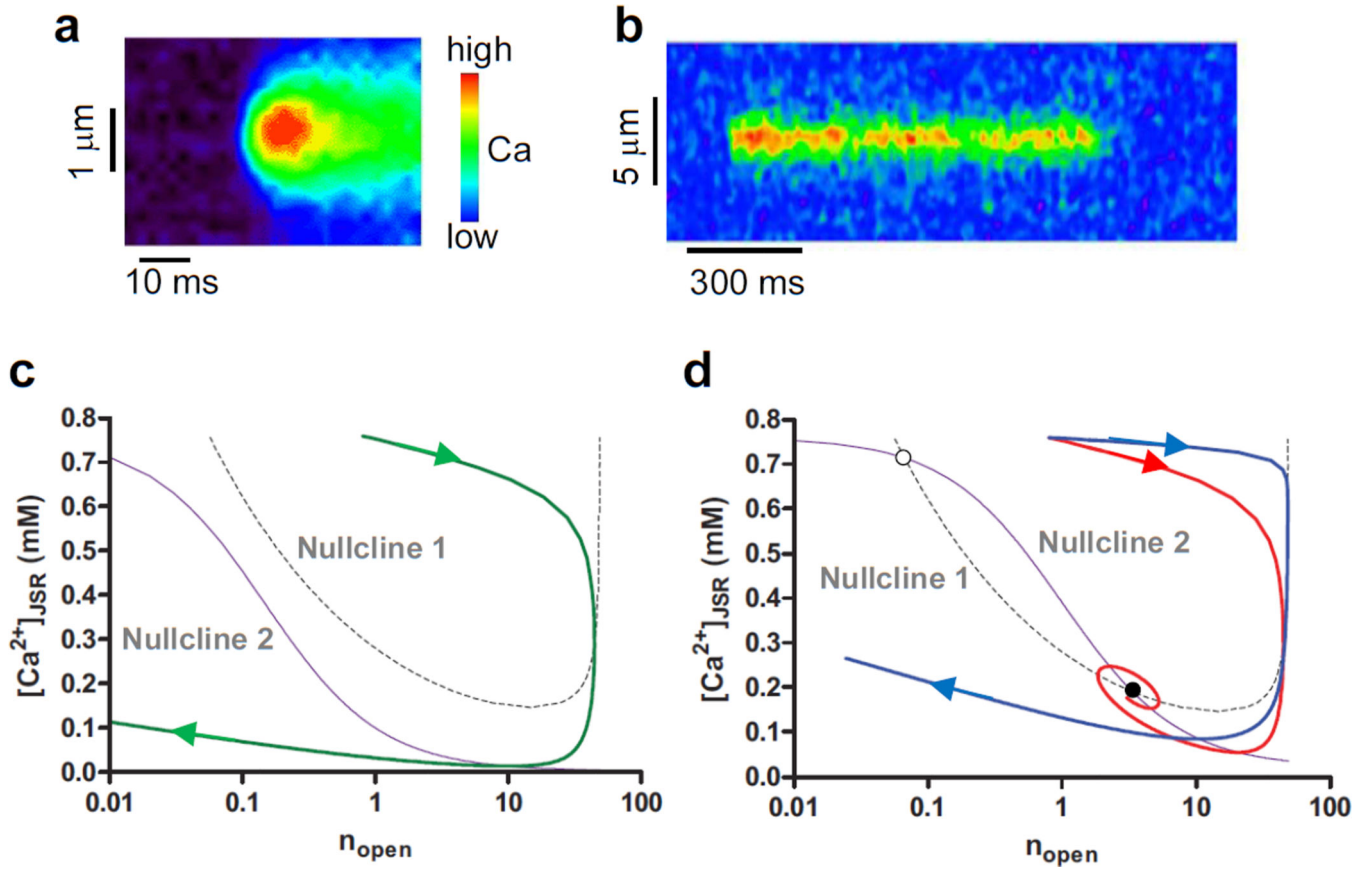 a
high
Ca
low
1 μm
10 ms
b
5 μm
300 ms
c
[Ca2+]JSR (mM)
0.8
0.7
0.6
0.5
0.4
0.3
0.2
0.1
0.0
Nullcline 1
Nullcline 2
0.01 0.1 1 10 100
nopen
d
[Ca2+]JSR (mM)
0.8
0.7
0.6
0.5
0.4
0.3
0.2
0.1
0.0
Nullcline 2
Nullcline 1
0.01 0.1 1 10 100
nopen